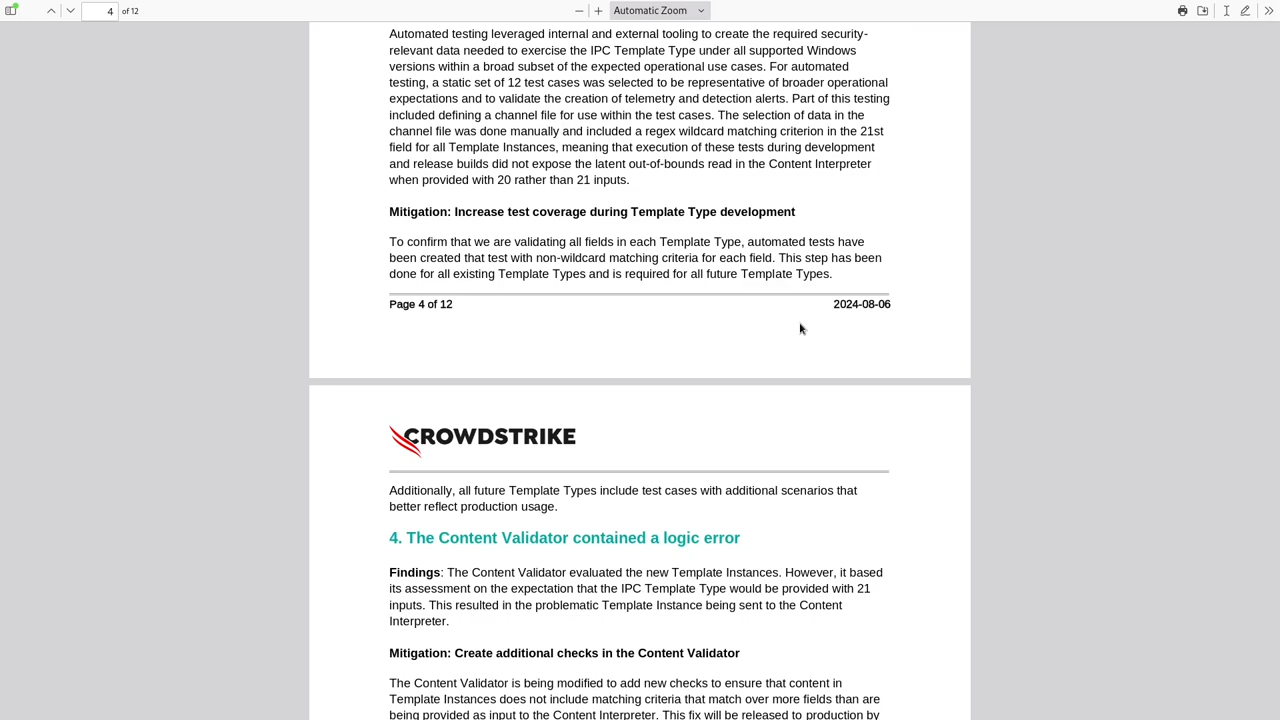 4 of 12 Automatic Zoom
Automated testing leveraged internal and external tooling to create the required security-
relevant data needed to exercise the IPC Template Type under all supported Windows
versions within a broad subset of the expected operational use cases. For automated
testing, a static set of 12 test cases was selected to be representative of broader operational
expectations and to validate the creation of telemetry and detection alerts. Part of this testing
included defining a channel file for use within the test cases. The selection of data in the
channel file was done manually and included a regex wildcard matching criterion in the 21st
field for all Template Instances, meaning that execution of these tests during development
and release builds did not expose the latent out-of-bounds read in the Content Interpreter
when provided with 20 rather than 21 inputs.
Mitigation: Increase test coverage during Template Type development
To confirm that we are validating all fields in each Template Type, automated tests have
been created that test with non-wildcard matching criteria for each field. This step has been
done for all existing Template Types and is required for all future Template Types.
Page 4 of 12 2024-08-06
CROWDSTRIKE
Additionally, all future Template Types include test cases with additional scenarios that
better reflect production usage.
4. The Content Validator contained a logic error
Findings: The Content Validator evaluated the new Template Instances. However, it based
its assessment on the expectation that the IPC Template Type would be provided with 21
inputs. This resulted in the problematic Template Instance being sent to the Content
Interpreter.
Mitigation: Create additional checks in the Content Validator
The Content Validator is being modified to add new checks to ensure that content in
Template Instances does not include matching criteria that match over more fields than are
being provided as input to the Content Interpreter. This fix will be released to production by